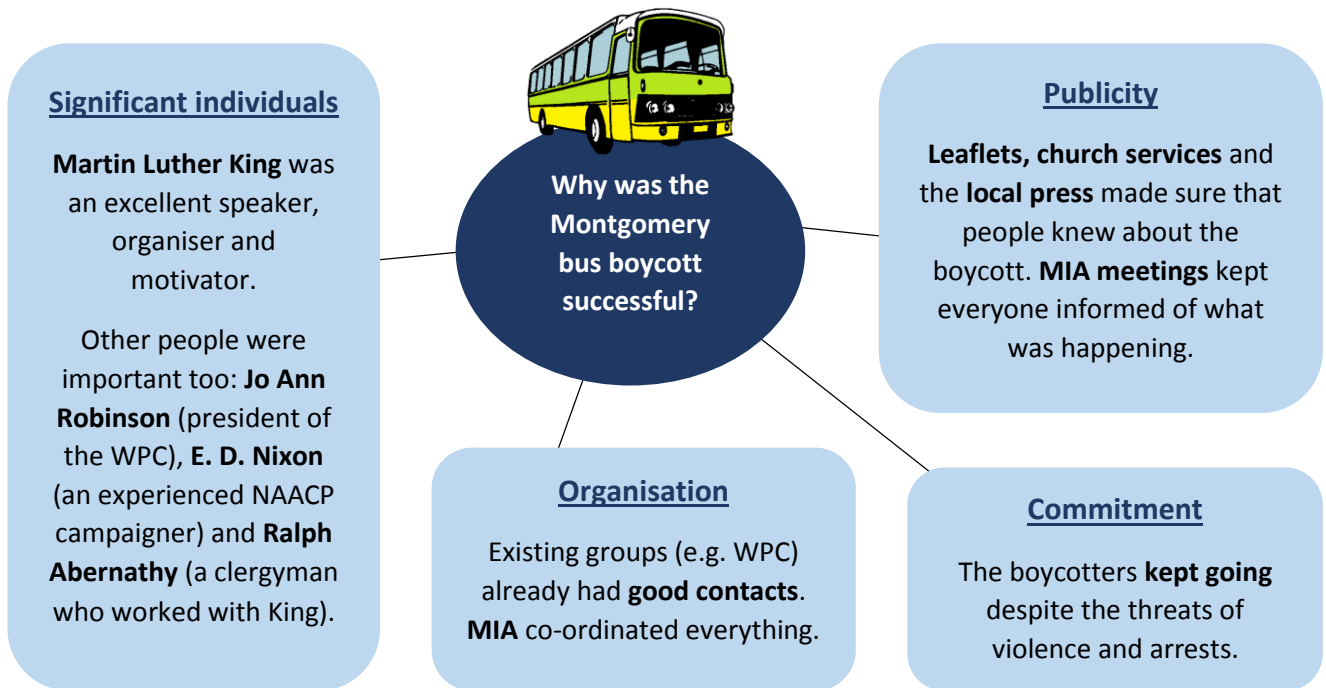 Significant individuals
Martin Luther King was
an excellent speaker,
organiser and
motivator.
Other people were
important too: Jo Ann
Robinson (president of
the WPC), E. D. Nixon
(an experienced NAACP
campaigner) and Ralph
Abernathy (a clergyman
who worked with King).
Why was the
Montgomery
bus boycott
successful?
Publicity
Leaflets, church services and
the local press made sure that
people knew about the
boycott. MIA meetings kept
everyone informed of what
was happening.
Organisation
Existing groups (e.g. WPC)
already had good contacts.
MIA co-ordinated everything.
Commitment
The boycotters kept going
despite the threats of
violence and arrests.